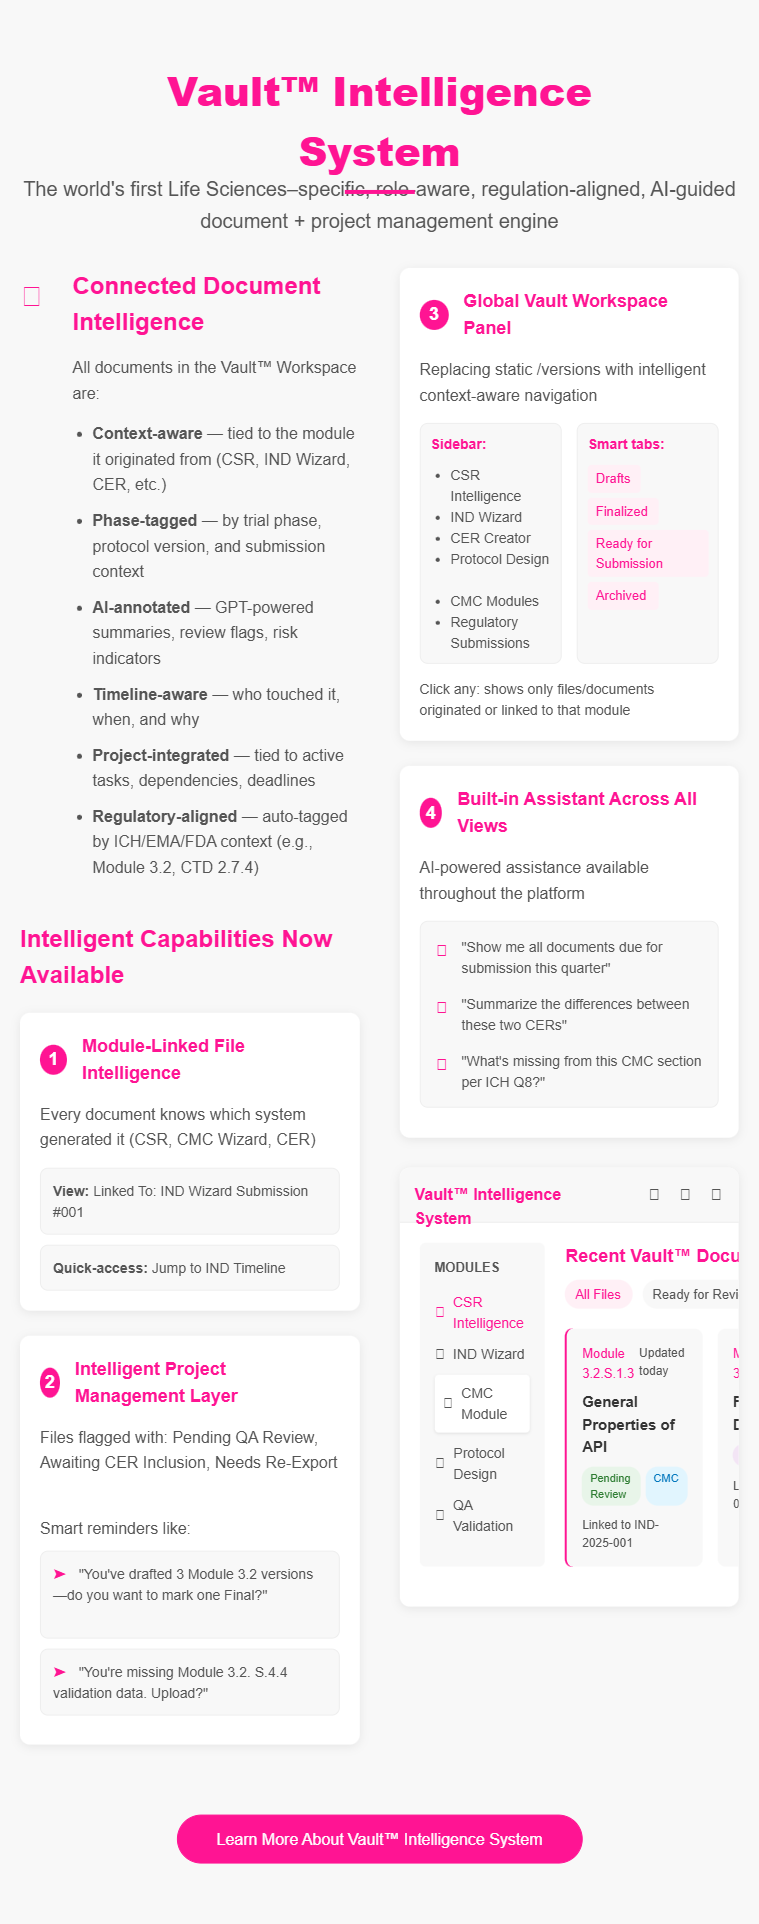 Vault™ Intelligence
System
The world's first Life Sciences–specific, role-aware, regulation-aligned, AI-guided
document + project management engine
Connected Document
Intelligence
All documents in the Vault™ Workspace
are:
• Context-aware — tied to the module
it originated from (CSR, IND Wizard,
CER, etc.)
• Phase-tagged — by trial phase,
protocol version, and submission
context
• AI-annotated — GPT-powered
summaries, review flags, risk
indicators
• Timeline-aware — who touched it,
when, and why
• Project-integrated — tied to active
tasks, dependencies, deadlines
• Regulatory-aligned — auto-tagged
by ICH/EMA/FDA context (e.g.,
Module 3.2, CTD 2.7.4)
Intelligent Capabilities Now
Available
1
Module-Linked File
Intelligence
Every document knows which system
generated it (CSR, CMC Wizard, CER)
View: Linked To: IND Wizard Submission
#001
Quick-access: Jump to IND Timeline
2
Intelligent Project
Management Layer
Files flagged with: Pending QA Review,
Awaiting CER Inclusion, Needs Re-Export
Smart reminders like:
➤ "You've drafted 3 Module 3.2 versions
—do you want to mark one Final?"
➤ "You're missing Module 3.2. S.4.4
validation data. Upload?"
3
Global Vault Workspace
Panel
Replacing static /versions with intelligent
context-aware navigation
Sidebar:
• CSR
Intelligence
• IND Wizard
• CER Creator
• Protocol Design
• CMC Modules
• Regulatory
Submissions
Smart tabs:
Drafts
Finalized
Ready for
Submission
Archived
Click any: shows only files/documents
originated or linked to that module
4
Built-in Assistant Across All
Views
AI-powered assistance available
throughout the platform
"Show me all documents due for
submission this quarter"
"Summarize the differences between
these two CERs"
"What's missing from this CMC section
per ICH Q8?"
Vault™ Intelligence
System
MODULES
CSR
Intelligence
IND Wizard
CMC
Module
Protocol
Design
QA
Validation
Recent Vault™ Docu
All Files
Ready for Revi
Module
3.2.S.1.3
Updated
today
General
Properties of
API
Pending
Review
CMC
Linked to IND-
2025-001
Learn More About Vault™ Intelligence System